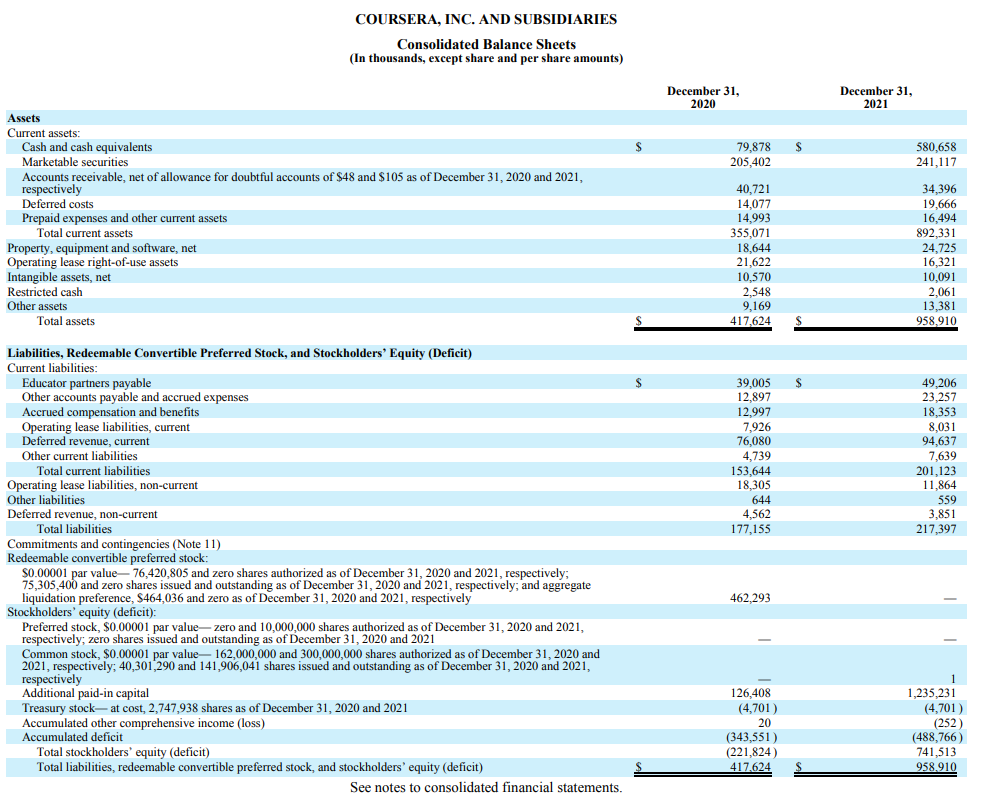 COURSERA, INC. AND SUBSIDIARIES
Consolidated Balance Sheets
(In thousands, except share and per share amounts)
December 31, 2020 December 31, 2021
Assets
Current assets:
Cash and cash equivalents $ 79,878 $ 580,658
Marketable securities 205,402 241,117
Accounts receivable, net of allowance for doubtful accounts of $48 and $105 as of December 31, 2020 and 2021,
respectively 40,721 34,396
Deferred costs 14,077 19,666
Prepaid expenses and other current assets 14,993 16,494
Total current assets 355,071 892,331
Property, equipment and software, net 18,644 24,725
Operating lease right-of-use assets 21,622 16,321
Intangible assets, net 10,570 10,091
Restricted cash 2,548 2,061
Other assets 9,169 13,381
Total assets $ 417,624 $ 958,910
Liabilities, Redeemable Convertible Preferred Stock, and Stockholders' Equity (Deficit)
Current liabilities:
Educator partners payable $ 39,005 $ 49,206
Other accounts payable and accrued expenses 12,897 23,257
Accrued compensation and benefits 12,997 18,353
Operating lease liabilities, current 7,926 8,031
Deferred revenue, current 76,080 94,637
Other current liabilities 4,739 7,639
Total current liabilities 153,644 201,123
Operating lease liabilities, non-current 18,305 11,864
Other liabilities 644 559
Deferred revenue, non-current 4,562 3,851
Total liabilities 177,155 217,397
Commitments and contingencies (Note 11)
Redeemable convertible preferred stock:
$0.00001 par value— 76,420,805 and zero shares authorized as of December 31, 2020 and 2021, respectively;
75,305,400 and zero shares issued and outstanding as of December 31, 2020 and 2021, respectively; and aggregate
liquidation preference, $464,036 and zero as of December 31, 2020 and 2021, respectively 462,293 —
Stockholders' equity (deficit):
Preferred stock, $0.00001 par value— zero and 10,000,000 shares authorized as of December 31, 2020 and 2021,
respectively; zero shares issued and outstanding as of December 31, 2020 and 2021 — —
Common stock, $0.00001 par value— 162,000,000 and 300,000,000 shares authorized as of December 31, 2020 and
2021, respectively; 40,301,290 and 141,906,041 shares issued and outstanding as of December 31, 2020 and 2021,
respectively — 1
Additional paid-in capital 126,408 1,235,231
Treasury stock— at cost, 2,747,938 shares as of December 31, 2020 and 2021 (4,701) (4,701)
Accumulated other comprehensive income (loss) 20 (252)
Accumulated deficit (343,551) (488,766)
Total stockholders' equity (deficit) (221,824) 741,513
Total liabilities, redeemable convertible preferred stock, and stockholders' equity (deficit) $ 417,624 $ 958,910
See notes to consolidated financial statements.